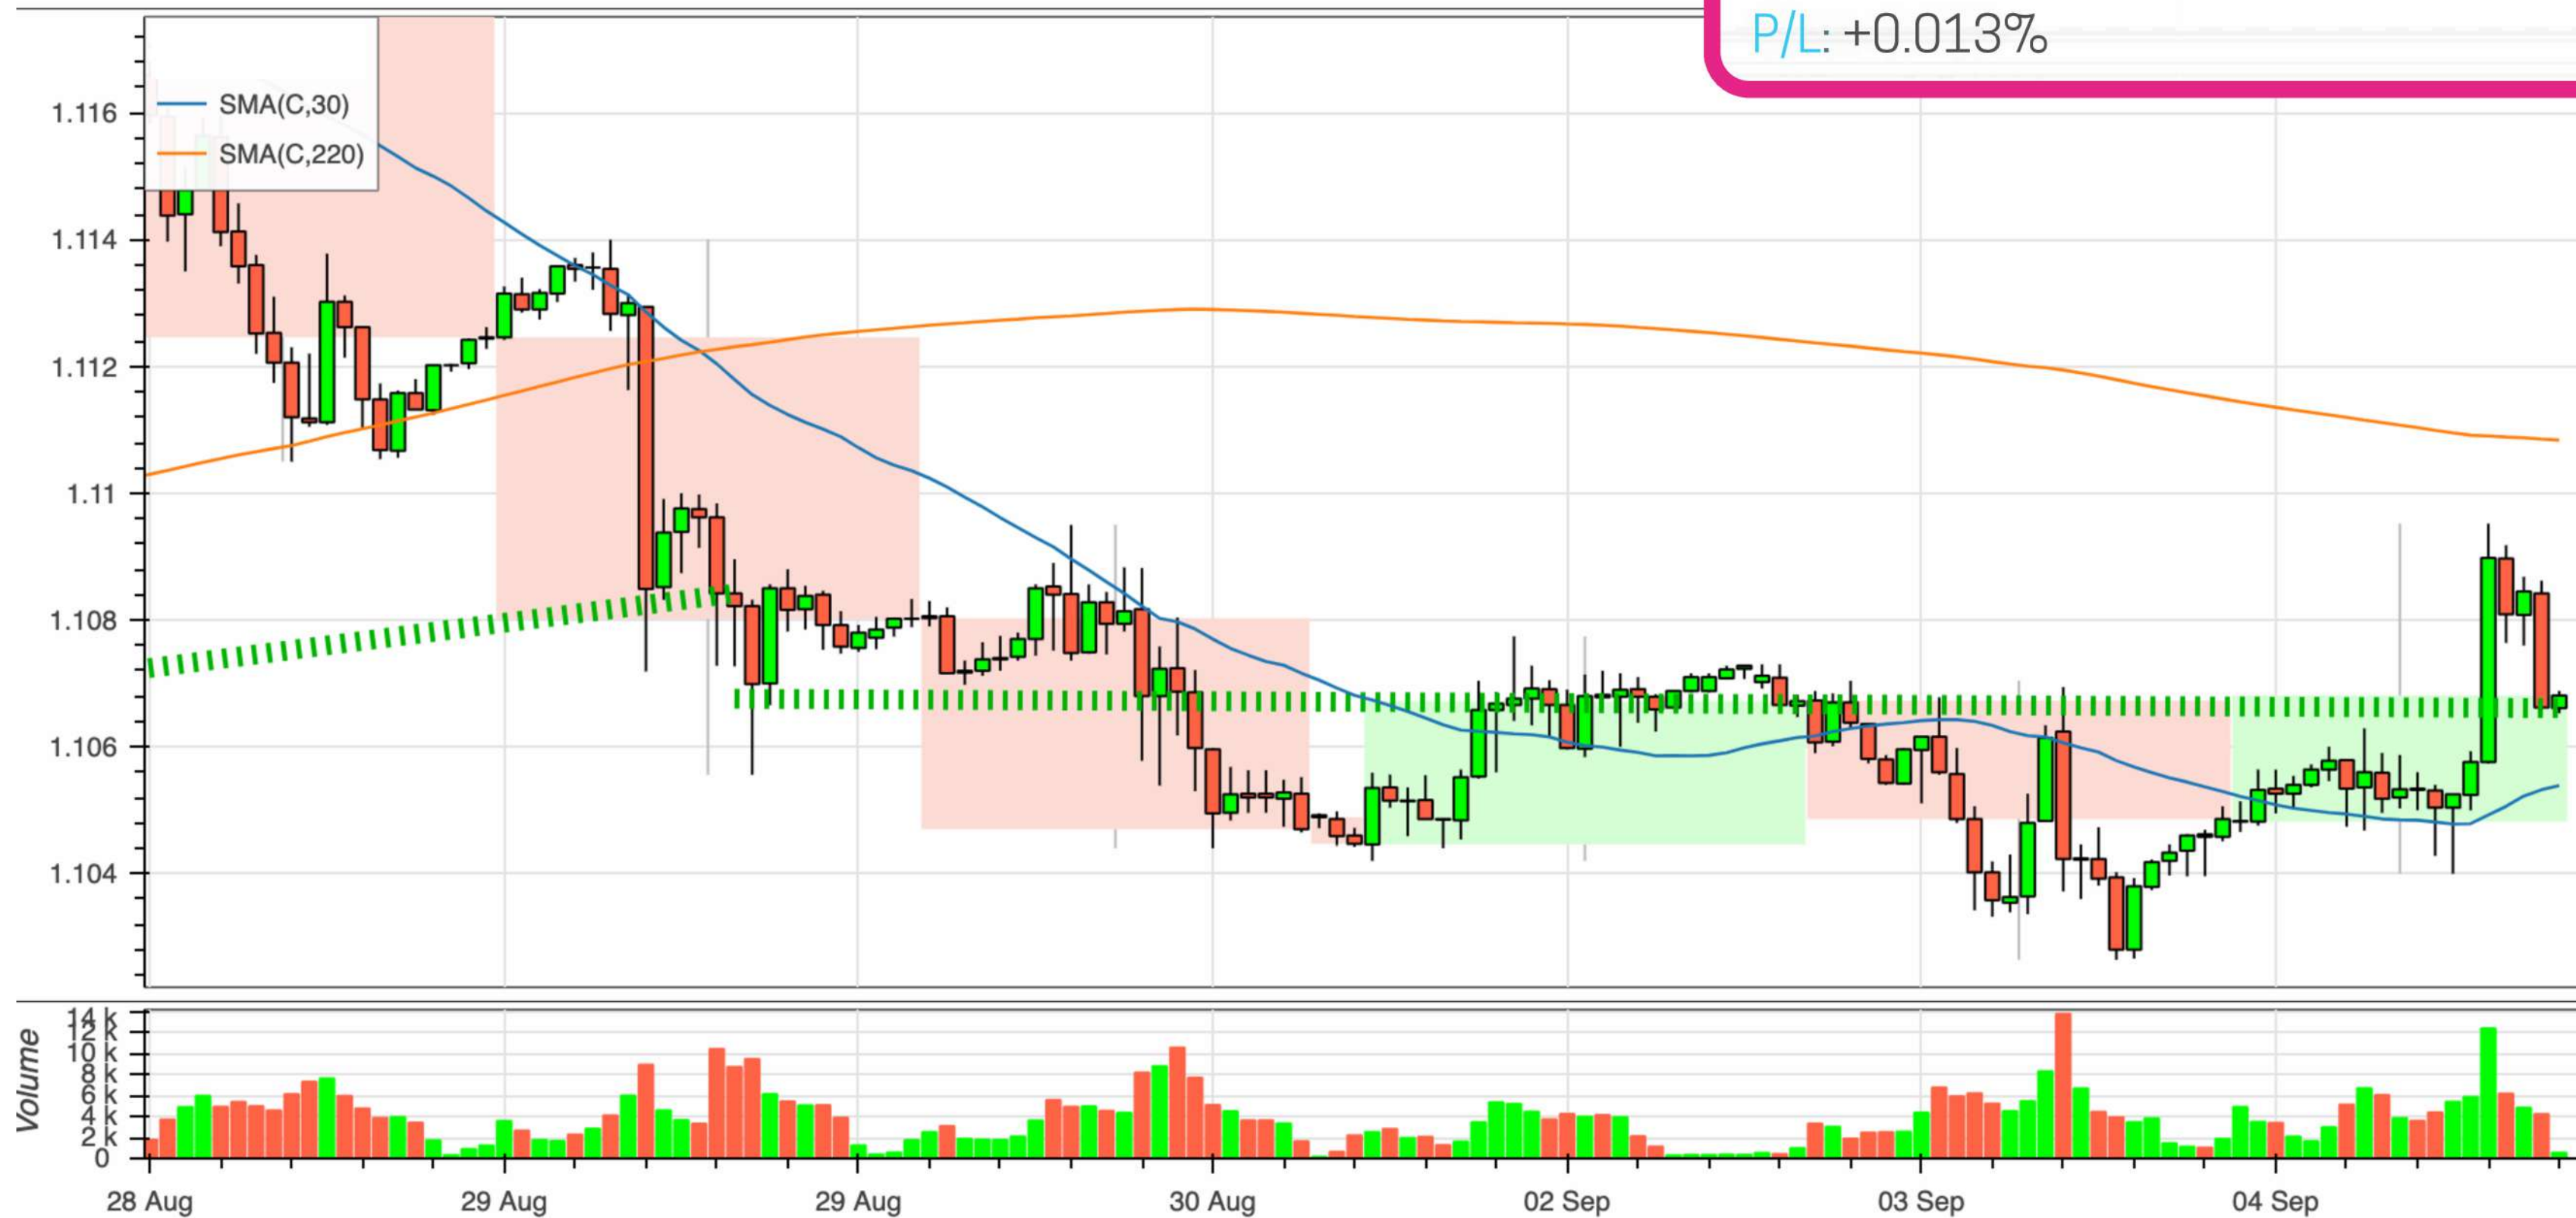 P/L: +0.013%
SMA(C,30)
SMA(C,220)
1.116
1.114
1.112
1.11
1.108
1.106
1.104
Volume
14 k
12 k
10 k
8 k
6 k
4 k
2 k
0
28 Aug 29 Aug 29 Aug 30 Aug 02 Sep 03 Sep 04 Sep